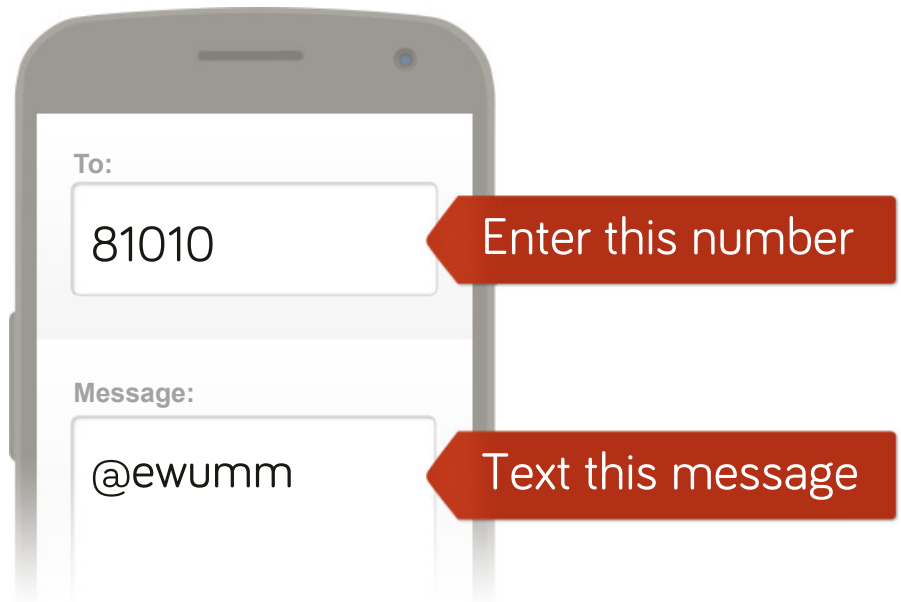 To:
81010
Enter this number
Message:
@ewumm
Text this message